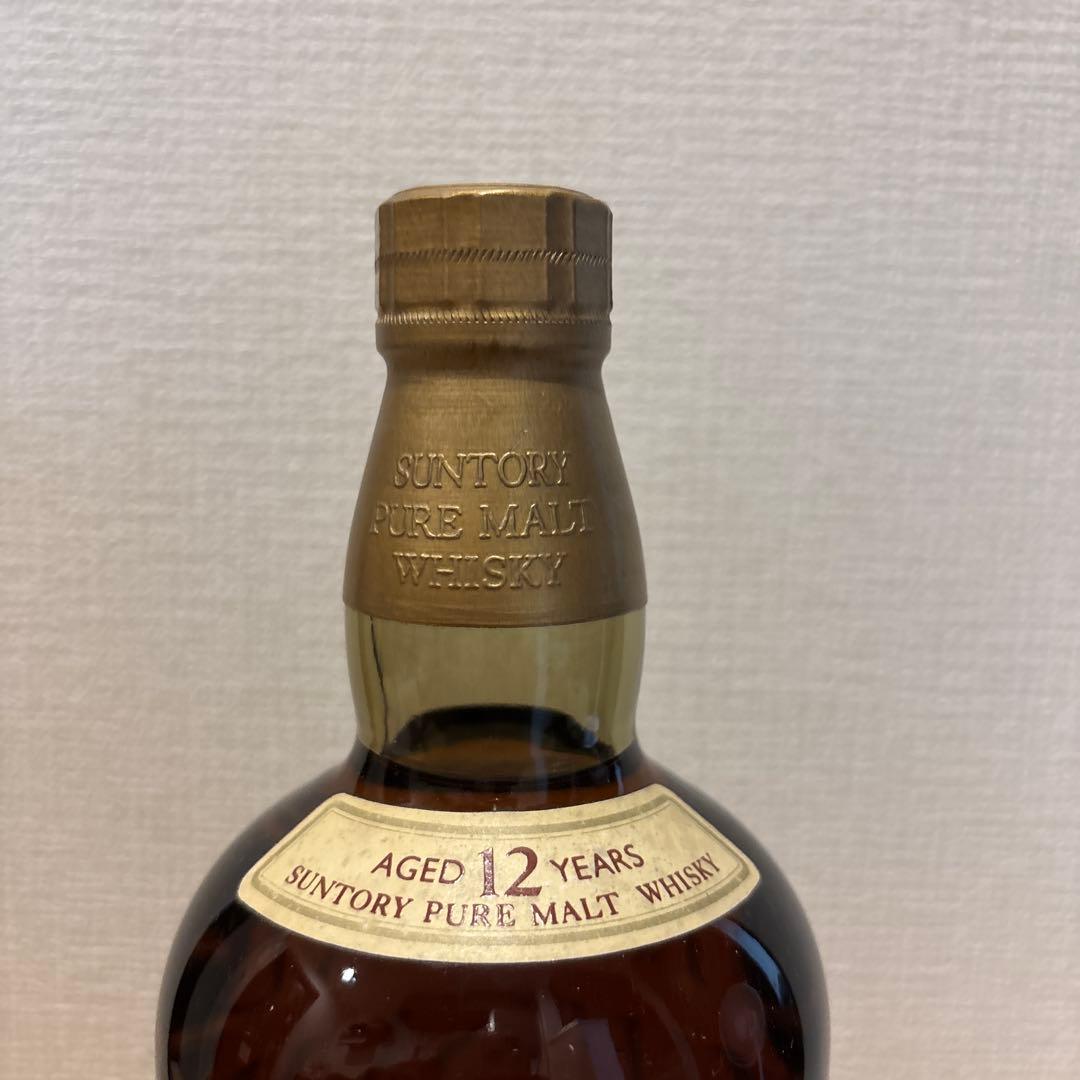 SUNTORY
PURE MALT
WHISKY
AGED 12 YEARS
SUNTORY PURE MALT WHISKY